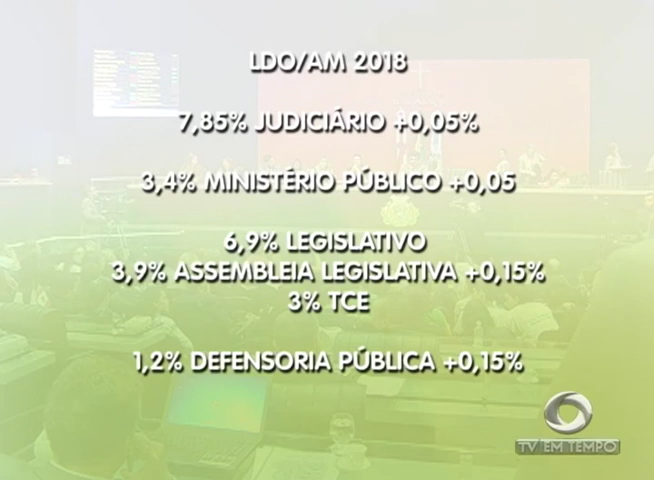 LDO/AM 2018
7,85% JUDICIÁRIO +0,05%
3,4% MINISTÉRIO PÚBLICO +0,05
6,9% LEGISLATIVO
3,9% ASSEMBLEIA LEGISLATIVA +0,15%
3% TCE
1,2% DEFENSORIA PÚBLICA +0,15%
TV EM TEMPO